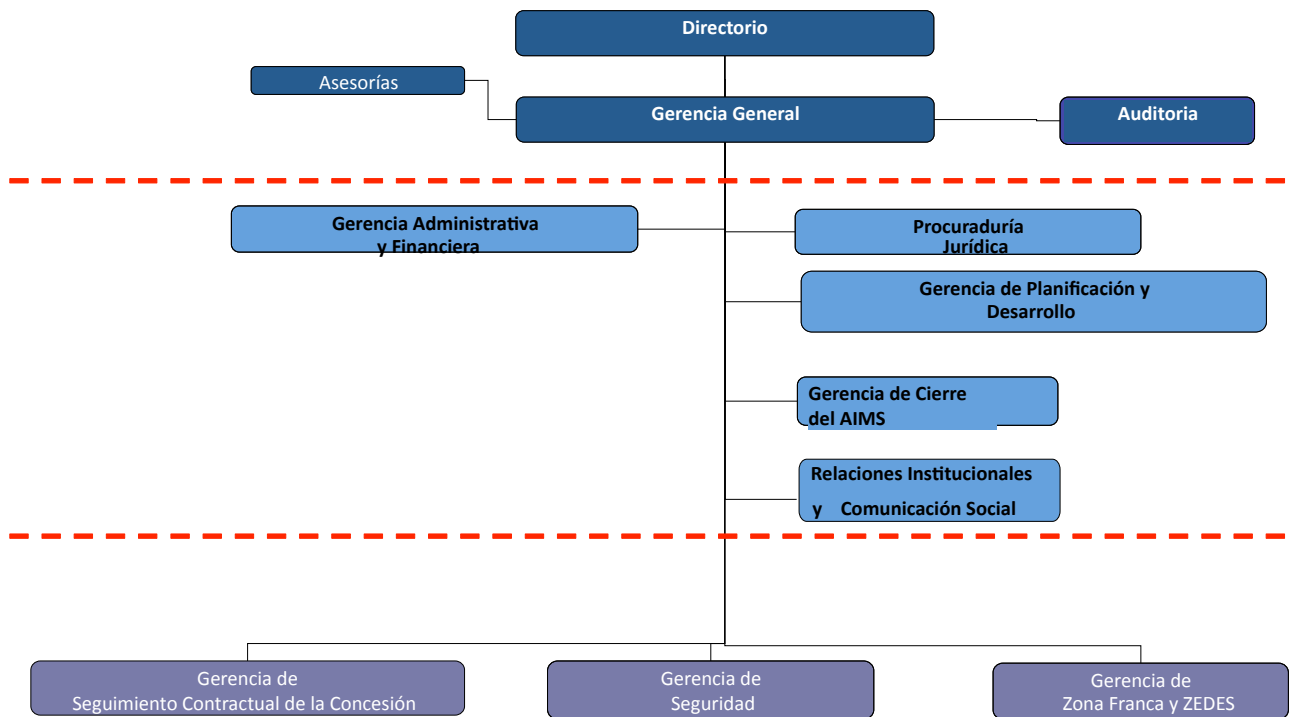 Directorio
Asesorías
Gerencia General
Auditoria
Gerencia Administrativa
y Financiera
Procuraduría
Jurídica
Gerencia de Planificación y
Desarrollo
Gerencia de Cierre
del AIMS
Relaciones Institucionales
y Comunicación Social
Gerencia de
Seguimiento Contractual de la Concesión
Gerencia de
Seguridad
Gerencia de
Zona Franca y ZEDES